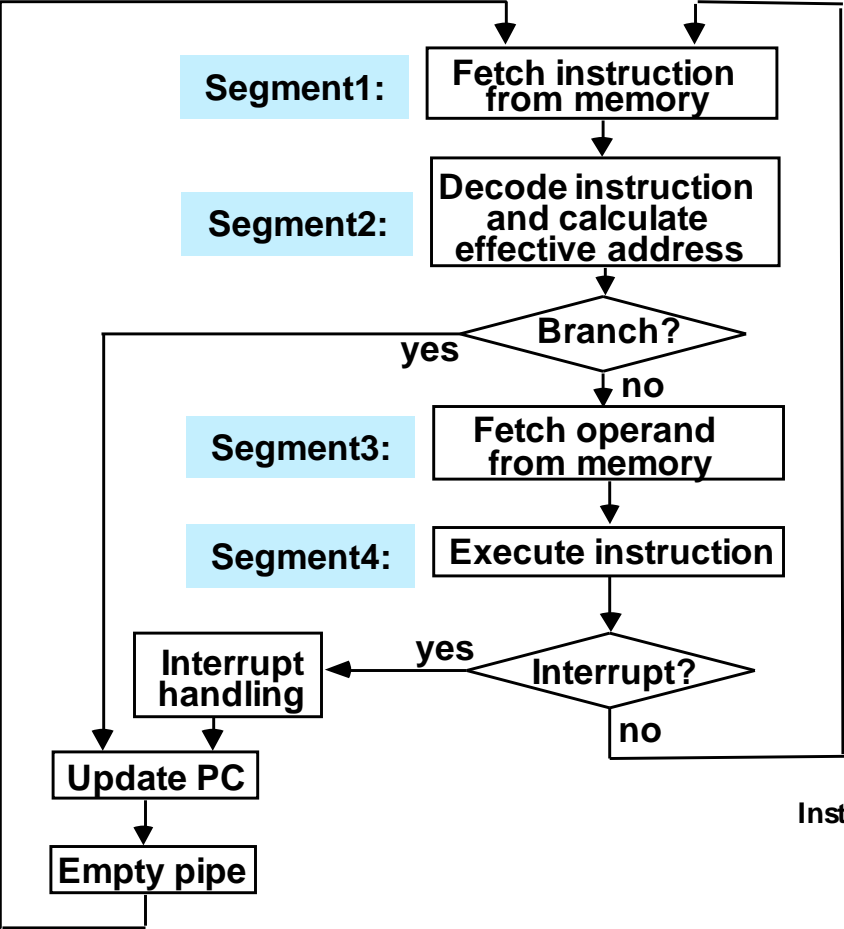 Segment1:
Fetch instruction
from memory
Segment2:
Decode instruction
and calculate
effective address
Branch?
yes
no
Segment3:
Fetch operand
from memory
Segment4:
Execute instruction
Interrupt?
yes
Interrupt
handling
no
Update PC
Inst
Empty pipe